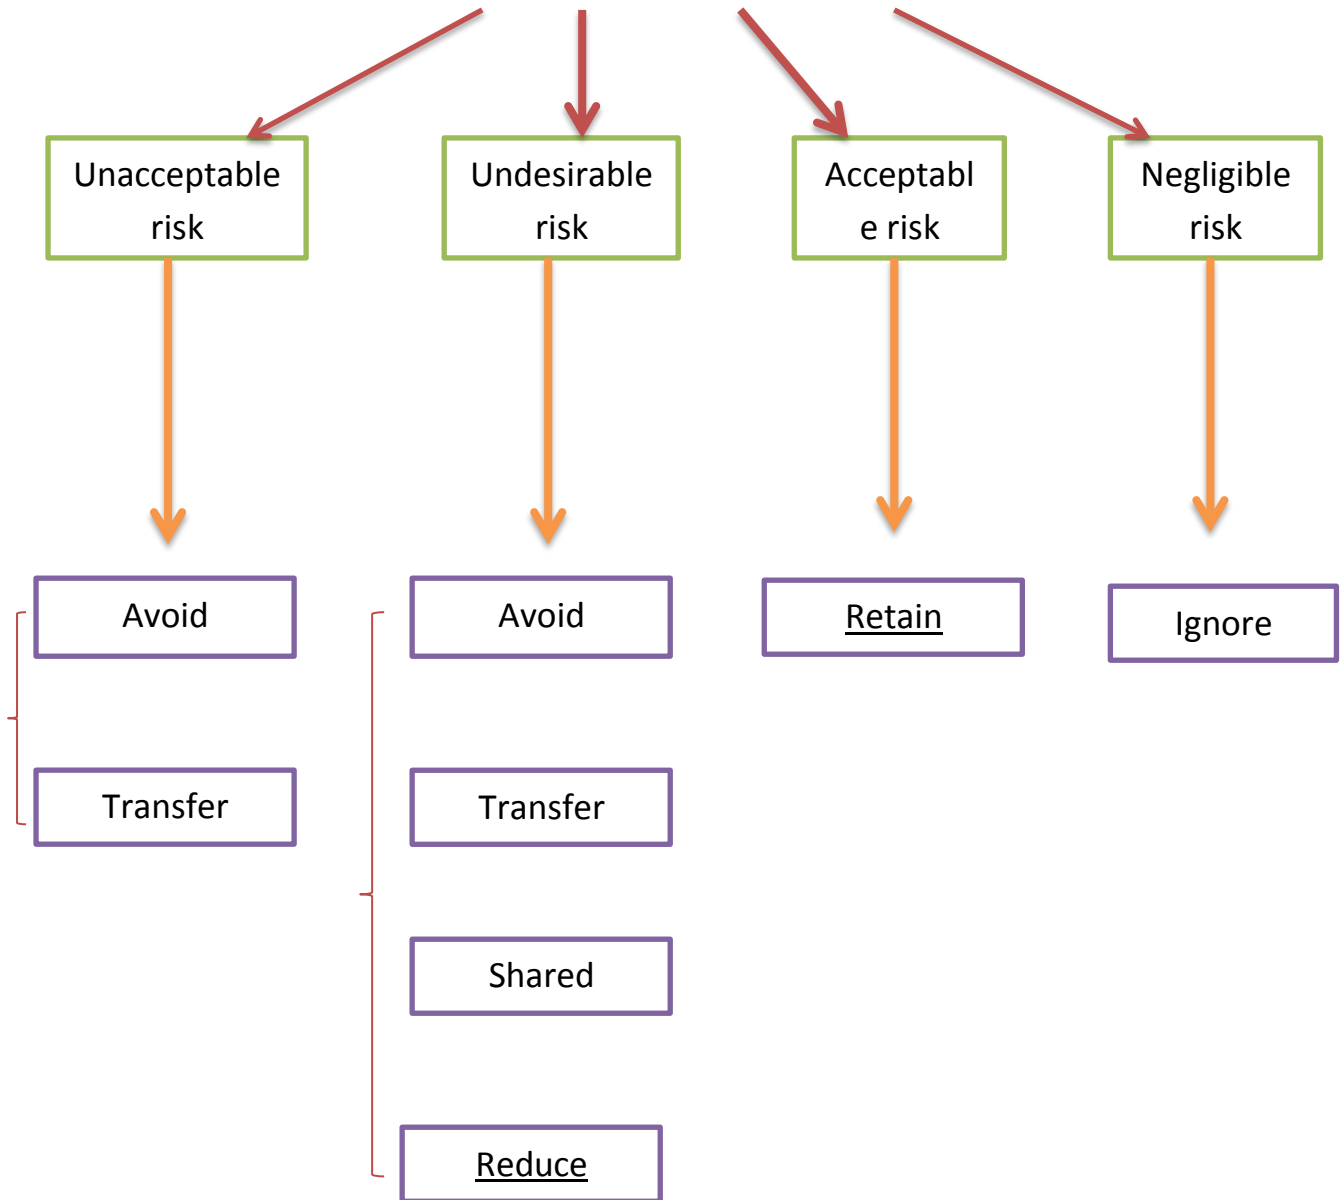 Unacceptable
risk
Undesirable
risk
Acceptabl
e risk
Negligible
risk
Avoid
Avoid
Retain
Ignore
Transfer
Transfer
Shared
Reduce